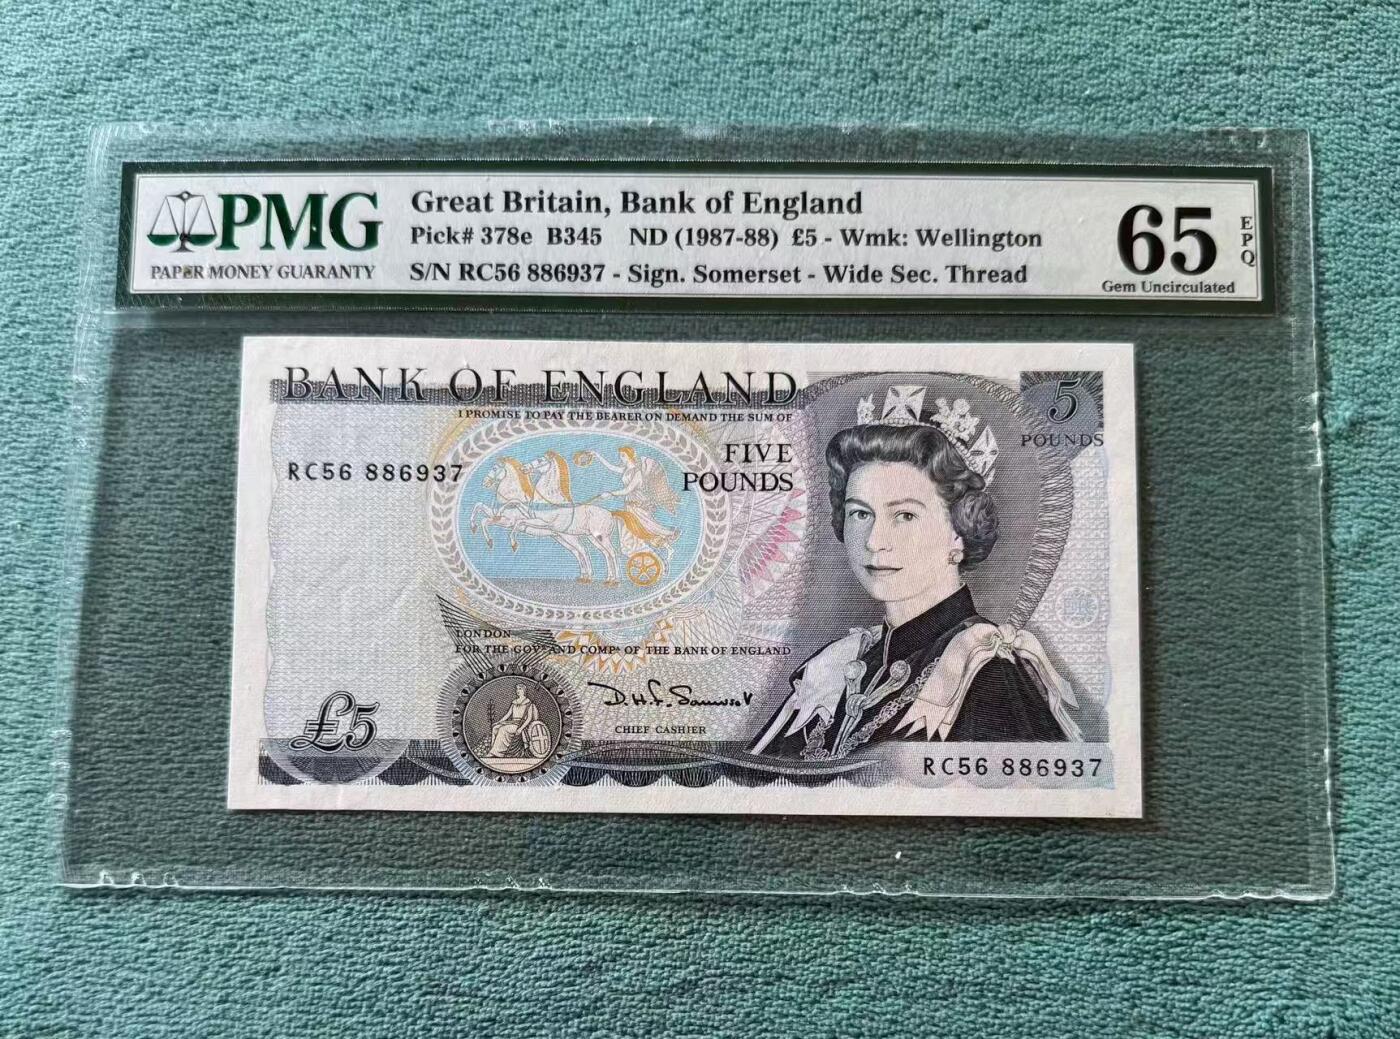 PMG
PAPER MONEY GUARANTY
Great Britain, Bank of England
Pick# 378e B345 ND (1987-88) £5 - Wmk: Wellington
S/N RC56 886937 - Sign. Somerset - Wide Sec. Thread
65
EPQ
Gem Uncirculated
BANK OF ENGLAND
I PROMISE TO PAY THE BEARER ON DEMAND THE SUM OF
FIVE
POUNDS
5
POUNDS
RC56 886937
LONDON
FOR THE GOVR AND COMPA OF THE BANK OF ENGLAND
D.H.F. Somerset
CHIEF CASHIER
£5
RC56 886937